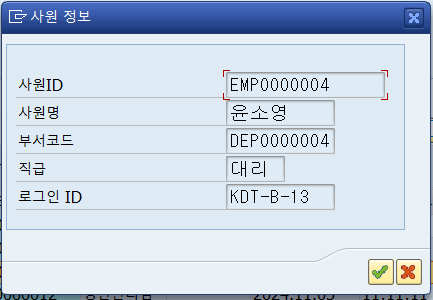 사원 정보
사원ID EMP0000004
사원명 윤소영
부서코드 DEP0000004
직급 대리
로그인 ID KDT-B-13